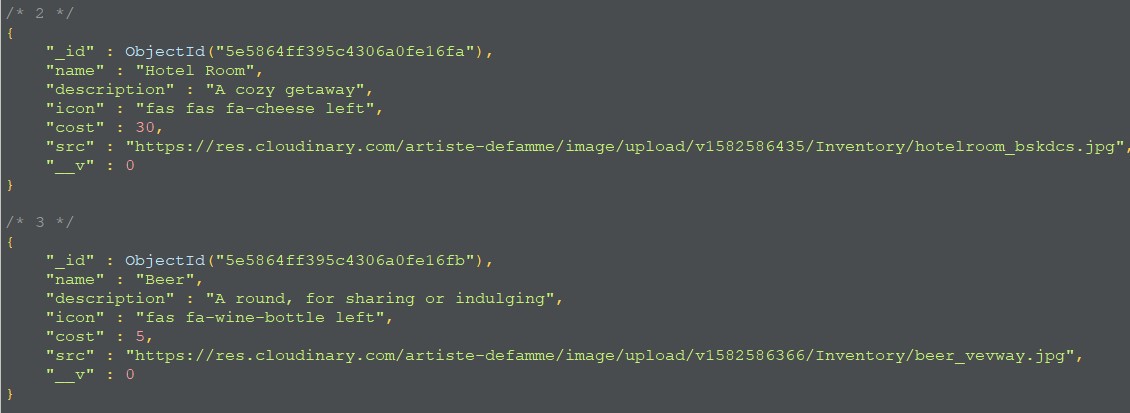 /* 2 */
{
"_id" : ObjectId("5e5864ff395c4306a0fe16fa"),
"name" : "Hotel Room",
"description" : "A cozy getaway",
"icon" : "fas fas fa-cheese left",
"cost" : 30,
"src" : "https://res.cloudinary.com/artiste-defamme/image/upload/v1582586435/Inventory/hotelroom_bskdcs.jpg",
"__v" : 0
}
/* 3 */
{
"_id" : ObjectId("5e5864ff395c4306a0fe16fb"),
"name" : "Beer",
"description" : "A round, for sharing or indulging",
"icon" : "fas fa-wine-bottle left",
"cost" : 5,
"src" : "https://res.cloudinary.com/artiste-defamme/image/upload/v1582586366/Inventory/beer_vevway.jpg",
"__v" : 0
}